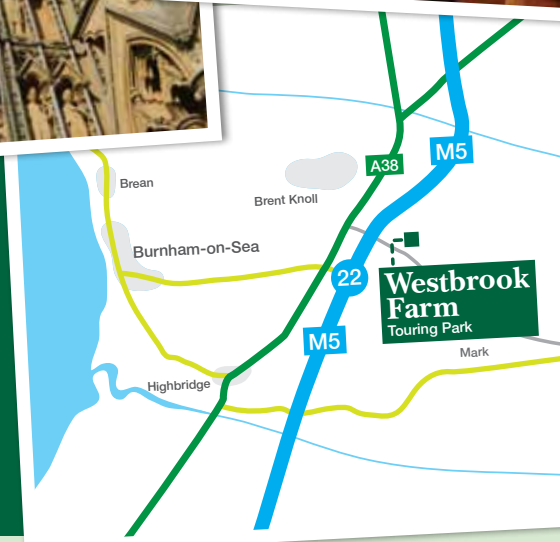 M5
A38
Brean
Brent Knoll
Burnham-on-Sea
22
Westbrook
Farm
Touring Park
M5
Mark
Highbridge